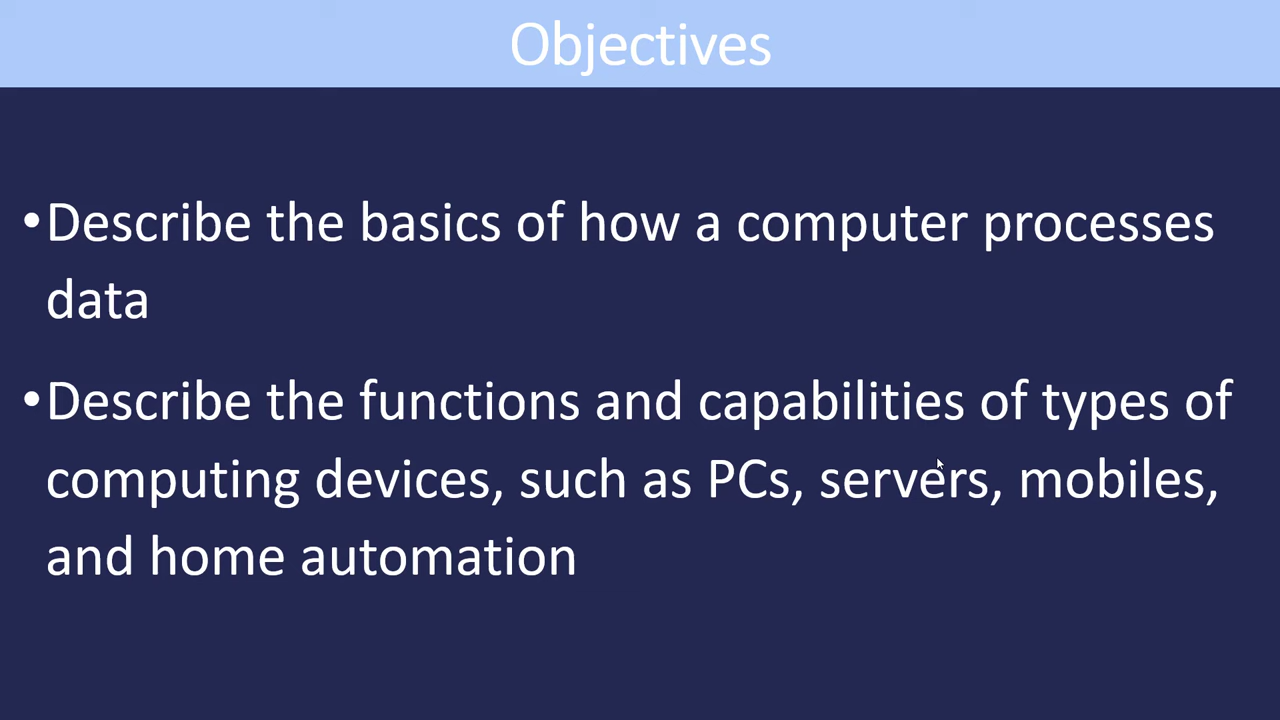 Objectives
•Describe the basics of how a computer processes
data
•Describe the functions and capabilities of types of
computing devices, such as PCs, servers, mobiles,
and home automation